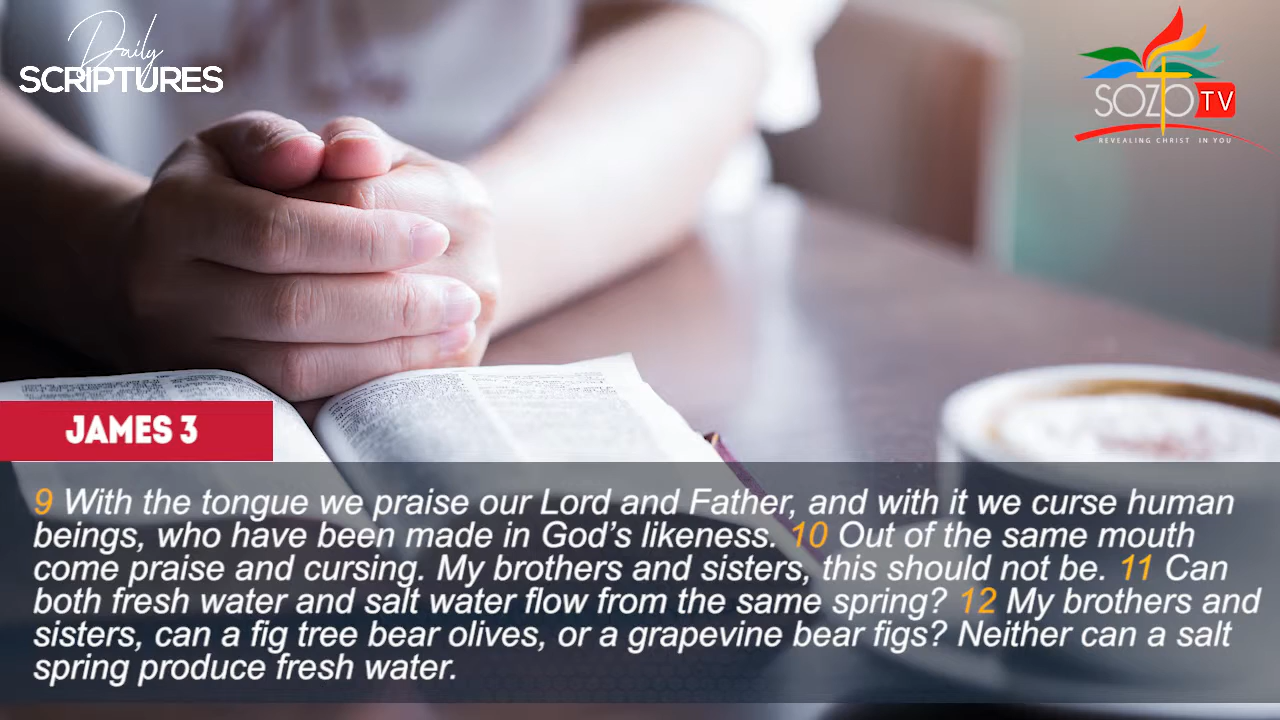 Daily
SCRIPTURES
SOZO TV
REVEALING CHRIST IN YOU
JAMES 3
9 With the tongue we praise our Lord and Father, and with it we curse human
beings, who have been made in God’s likeness. 10 Out of the same mouth
come praise and cursing. My brothers and sisters, this should not be. 11 Can
both fresh water and salt water flow from the same spring? 12 My brothers and
sisters, can a fig tree bear olives, or a grapevine bear figs? Neither can a salt
spring produce fresh water.